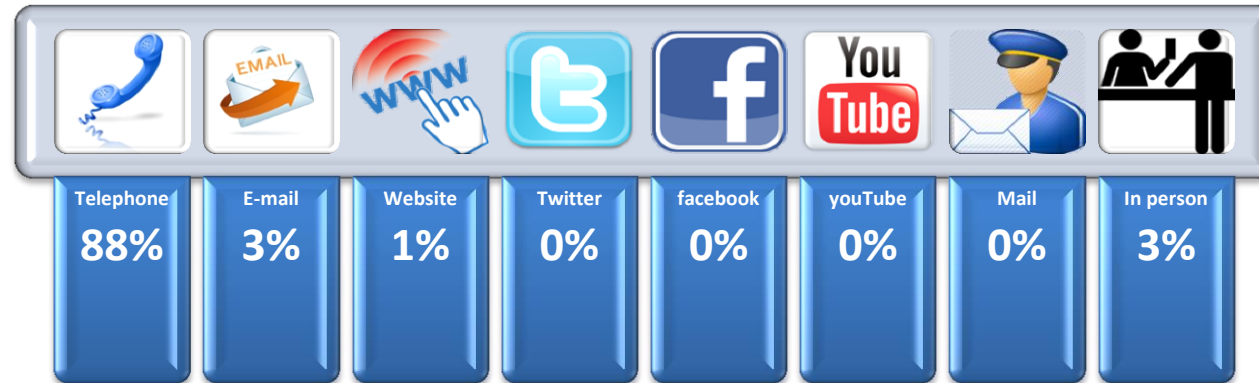 EMAIL
WWW
t
f
You
Tube
Telephone
88%
E-mail
3%
Website
1%
Twitter
0%
facebook
0%
youTube
0%
Mail
0%
In person
3%